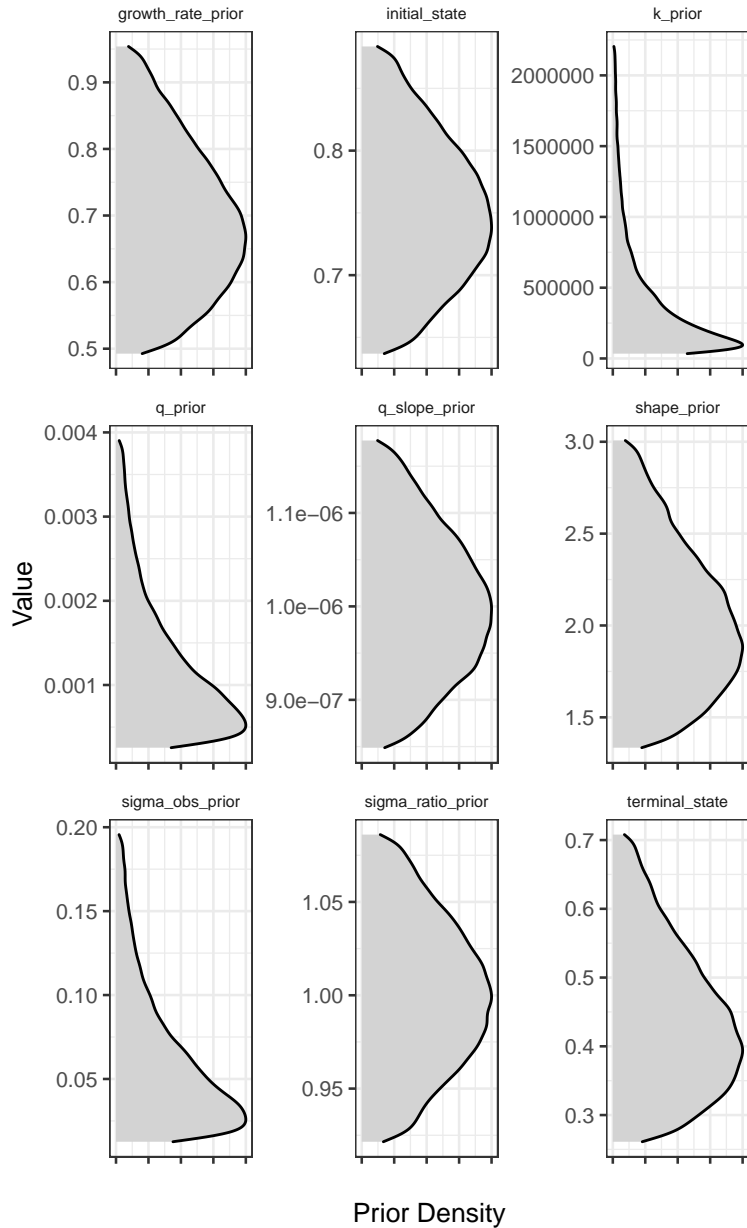 growth_rate_prior
initial_state
k_prior
0.9
0.8
0.7
0.6
0.5
0.8
0.7
2000000
1500000
1000000
500000
0
q_prior
q_slope_prior
shape_prior
0.004
0.003
0.002
0.001
1.1e−06
1.0e−06
9.0e−07
3.0
2.5
2.0
1.5
sigma_obs_prior
sigma_ratio_prior
terminal_state
0.20
0.15
0.10
0.05
1.05
1.00
0.95
0.7
0.6
0.5
0.4
0.3
Value
Prior Density